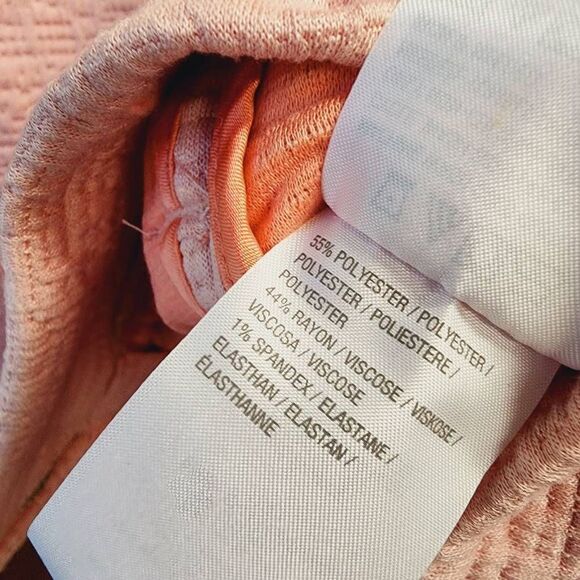 55% POLYESTER / POLYESTER /
POLYESTER / POLIESTERE /
POLYESTER
44% RAYON / VISCOSE / VISKOSE /
VISCOSA / VISCOSE
1% SPANDEX / ELASTANE /
ELASTHAN / ELASTAN /
ÉLASTHANNE